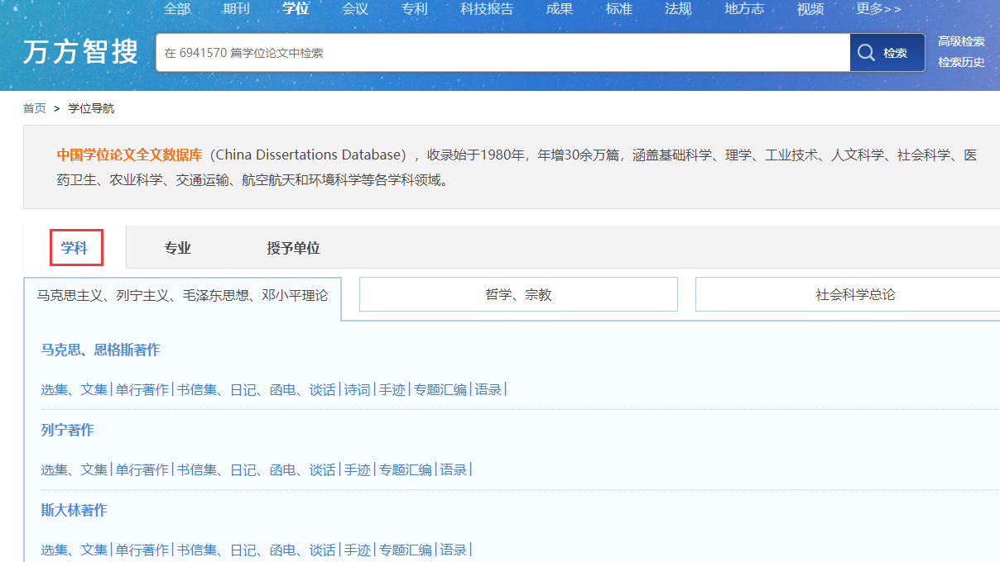 全部 期刊 学位 会议 专利 科技报告 成果 标准 法规 地方志 视频 更多>>
万方智搜
在 6941570 篇学位论文中检索
检索
高级检索
检索历史
首页 > 学位导航
中国学位论文全文数据库（China Dissertations Database），收录始于1980年，年增30余万篇，涵盖基础科学、理学、工业技术、人文科学、社会科学、医
药卫生、农业科学、交通运输、航空航天和环境科学等各学科领域。
学科 专业 授予单位
马克思主义、列宁主义、毛泽东思想、邓小平理论 哲学、宗教 社会科学总论
马克思、恩格斯著作
选集、文集|单行著作|书信集、日记、函电、谈话|诗词|手迹|专题汇编|语录|
列宁著作
选集、文集|单行著作|书信集、日记、函电、谈话|手迹|专题汇编|语录|
斯大林著作
选集、文集|单行著作|书信集、日记、函电、谈话|手迹|专题汇编|语录|